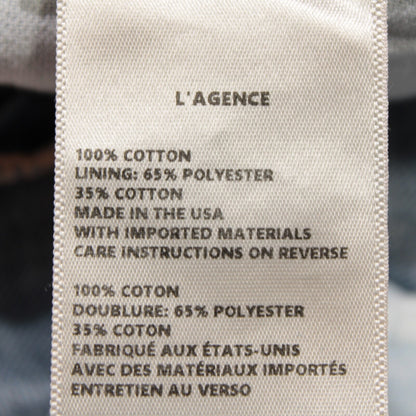 L'AGENCE
100% COTTON
LINING: 65% POLYESTER
35% COTTON
MADE IN THE USA
WITH IMPORTED MATERIALS
CARE INSTRUCTIONS ON REVERSE
100% COTON
DOUBLURE: 65% POLYESTER
35% COTON
FABRIQUÉ AUX ÉTATS-UNIS
AVEC DES MATÉRIAUX IMPORTÉS
ENTRETIEN AU VERSO